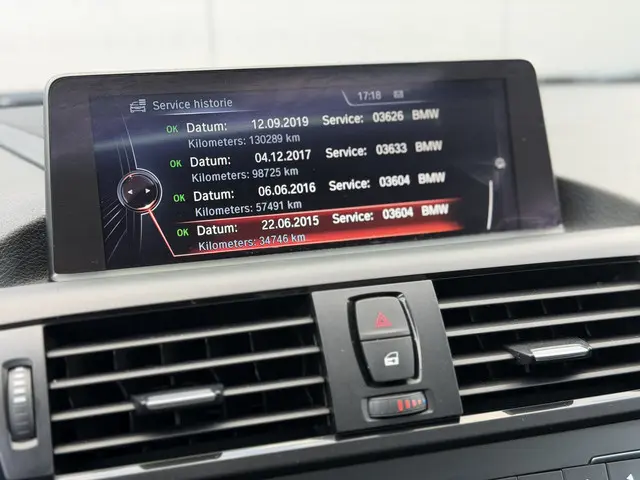 Service historie
17:18
OK Datum: 12.09.2019 Service: 03626 BMW
Kilometers: 130289 km
OK Datum: 04.12.2017 Service: 03633 BMW
Kilometers: 98725 km
OK Datum: 06.06.2016 Service: 03604 BMW
Kilometers: 57491 km
OK Datum: 22.06.2015 Service: 03604 BMW
Kilometers: 34746 km